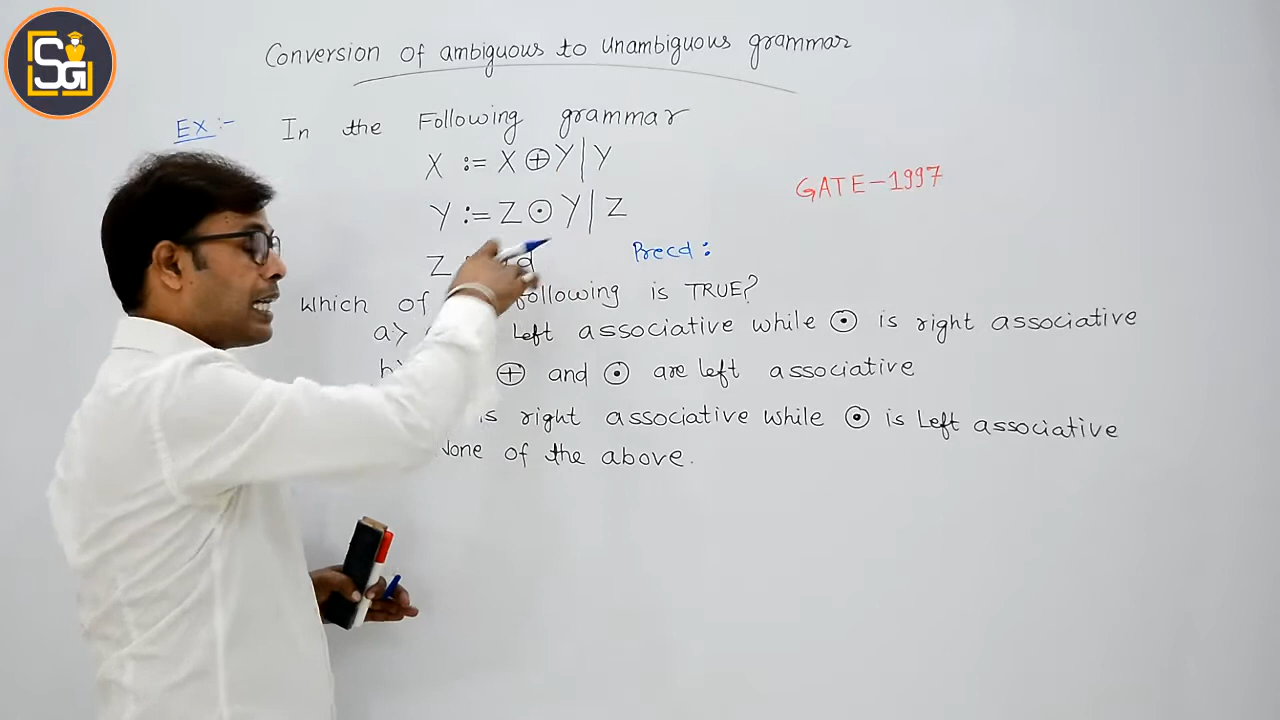 SG
Conversion of ambiguous to Unambiguous grammar
EX:- In the Following grammar
X := X ⊕ Y | Y
GATE-1997
Y := Z ⊙ Y | Z
Z
Precd :
which of following is TRUE?
a) Left associative while ⊙ is right associative
b) ⊕ and ⊙ are left associative
is right associative while ⊙ is Left associative
None of the above.